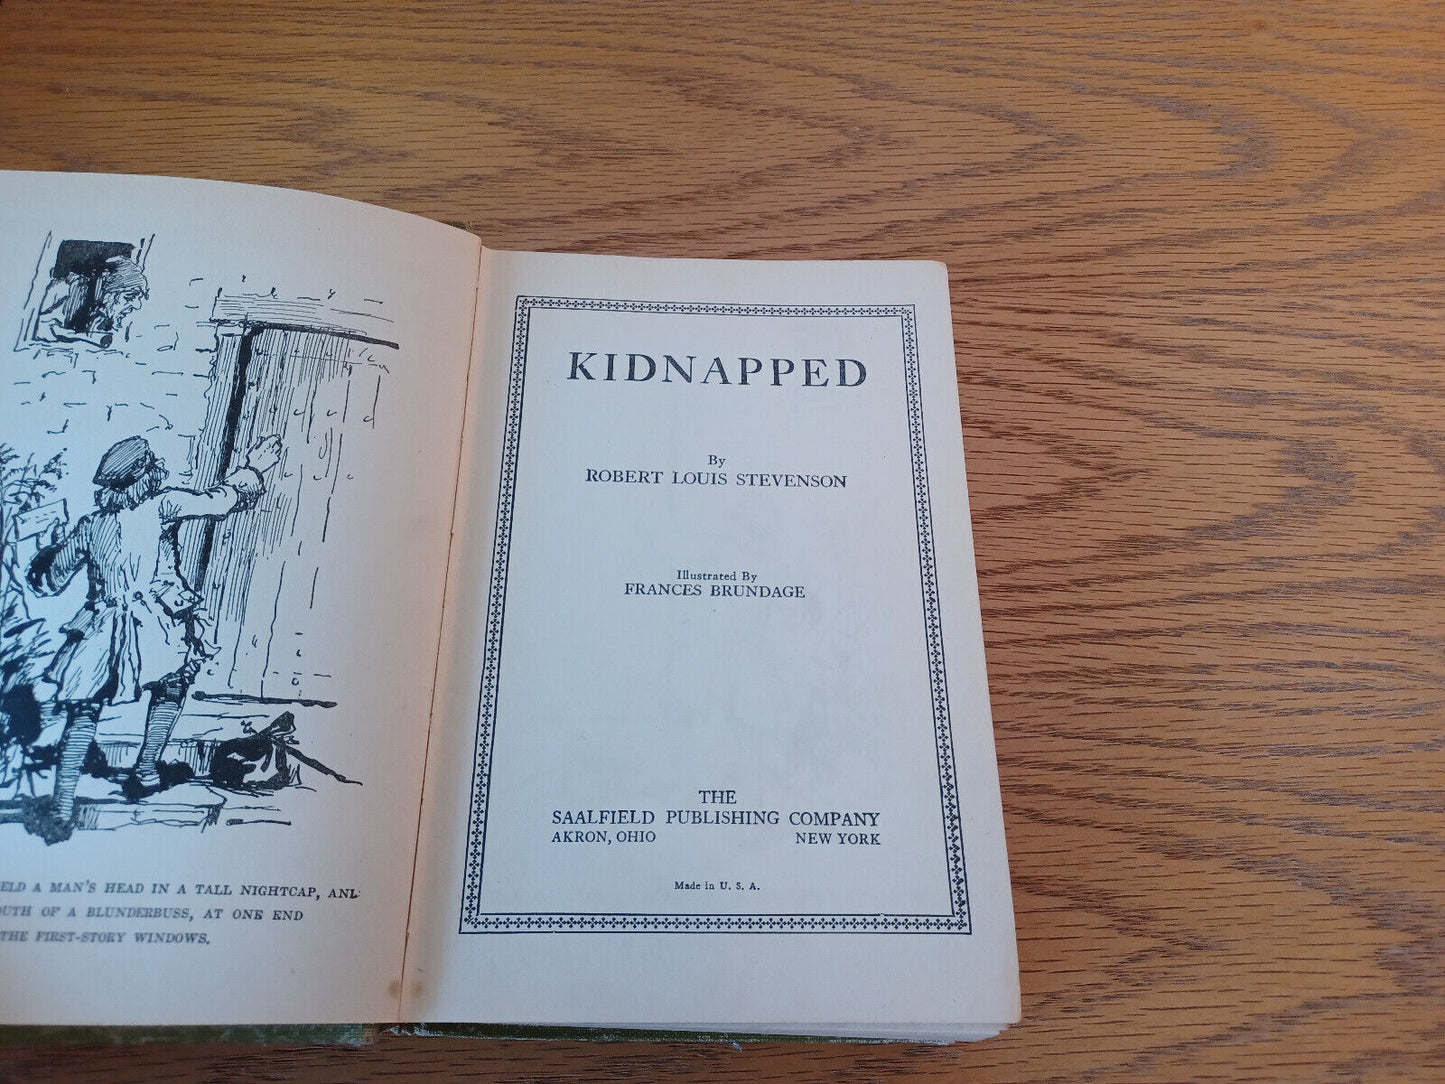 A MAN'S HEAD IN A TALL NIGHTCAP,
OF A BLUNDERBUSS, AT ONE END
THE FIRST-STORY WINDOWS.
KIDNAPPED
By
ROBERT LOUIS STEVENSON
Illustrated By
FRANCES BRUNDAGE
THE
SAALFIELD PUBLISHING COMPANY
AKRON, OHIO NEW YORK
Made in U. S. A.